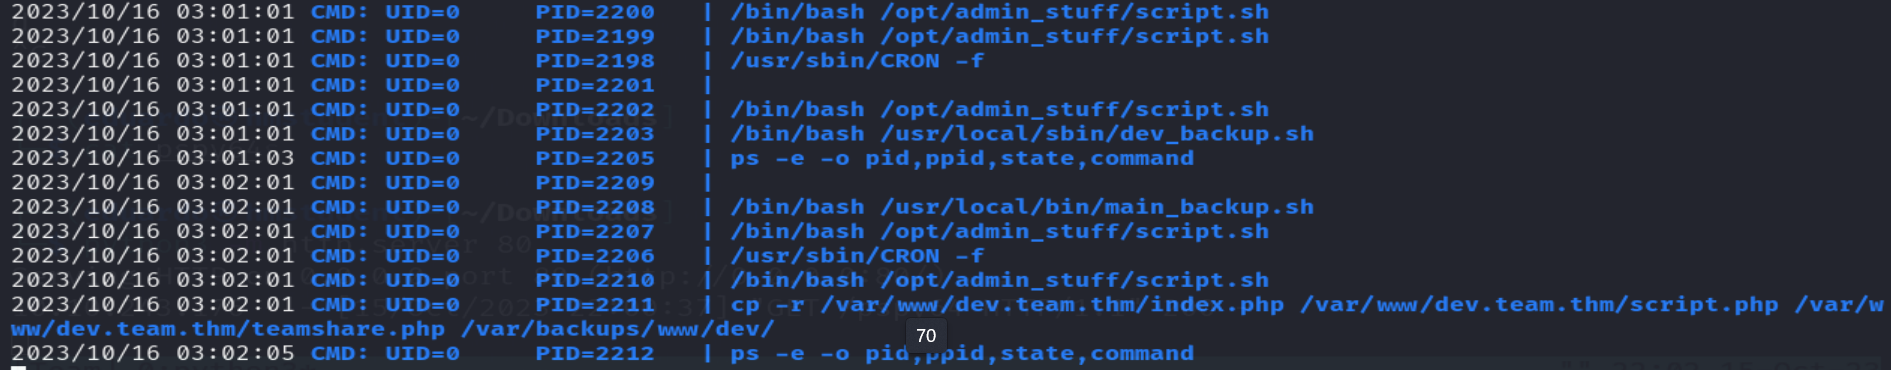 2023/10/16 03:01:01 CMD: UID=0 PID=2200 | /bin/bash /opt/admin_stuff/script.sh
2023/10/16 03:01:01 CMD: UID=0 PID=2199 | /bin/bash /opt/admin_stuff/script.sh
2023/10/16 03:01:01 CMD: UID=0 PID=2198 | /usr/sbin/CRON -f
2023/10/16 03:01:01 CMD: UID=0 PID=2201 |
2023/10/16 03:01:01 CMD: UID=0 PID=2202 | /bin/bash /opt/admin_stuff/script.sh
2023/10/16 03:01:01 CMD: UID=0 PID=2203 | /bin/bash /usr/local/sbin/dev_backup.sh
2023/10/16 03:01:03 CMD: UID=0 PID=2205 | ps -e -o pid,ppid,state,command
2023/10/16 03:02:01 CMD: UID=0 PID=2209 |
2023/10/16 03:02:01 CMD: UID=0 PID=2208 | /bin/bash /usr/local/bin/main_backup.sh
2023/10/16 03:02:01 CMD: UID=0 PID=2207 | /bin/bash /opt/admin_stuff/script.sh
2023/10/16 03:02:01 CMD: UID=0 PID=2206 | /usr/sbin/CRON -f
2023/10/16 03:02:01 CMD: UID=0 PID=2210 | /bin/bash /opt/admin_stuff/script.sh
2023/10/16 03:02:01 CMD: UID=0 PID=2211 | cp -r /var/www/dev.team.thm/index.php /var/www/dev.team.thm/script.php /var/w
ww/dev.team.thm/teamshare.php /var/backups/www/dev/
70
2023/10/16 03:02:05 CMD: UID=0 PID=2212 | ps -e -o pid,ppid,state,command